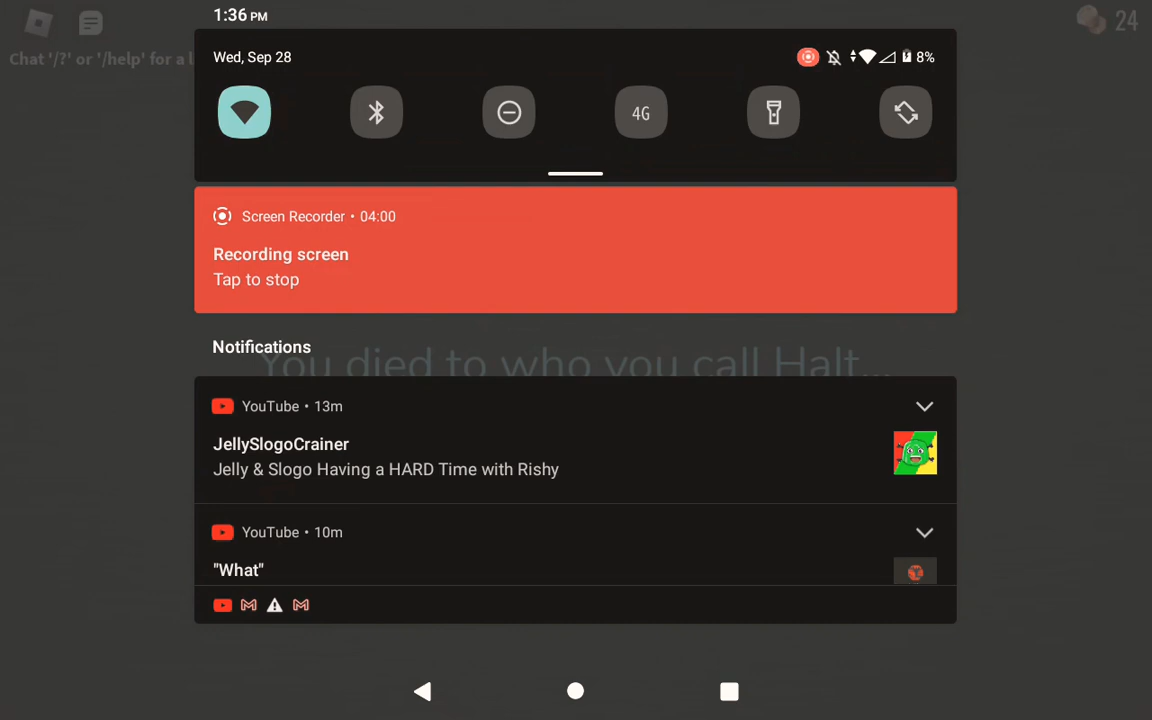 1:36 PM
24
Chat '/?' or '/help' for a l
Wed, Sep 28
8%
4G
Screen Recorder • 04:00
Recording screen
Tap to stop
Notifications
You died to who you call Halt...
YouTube • 13m
JellySlogoCrainer
Jelly & Slogo Having a HARD Time with Rishy
YouTube • 10m
"What"